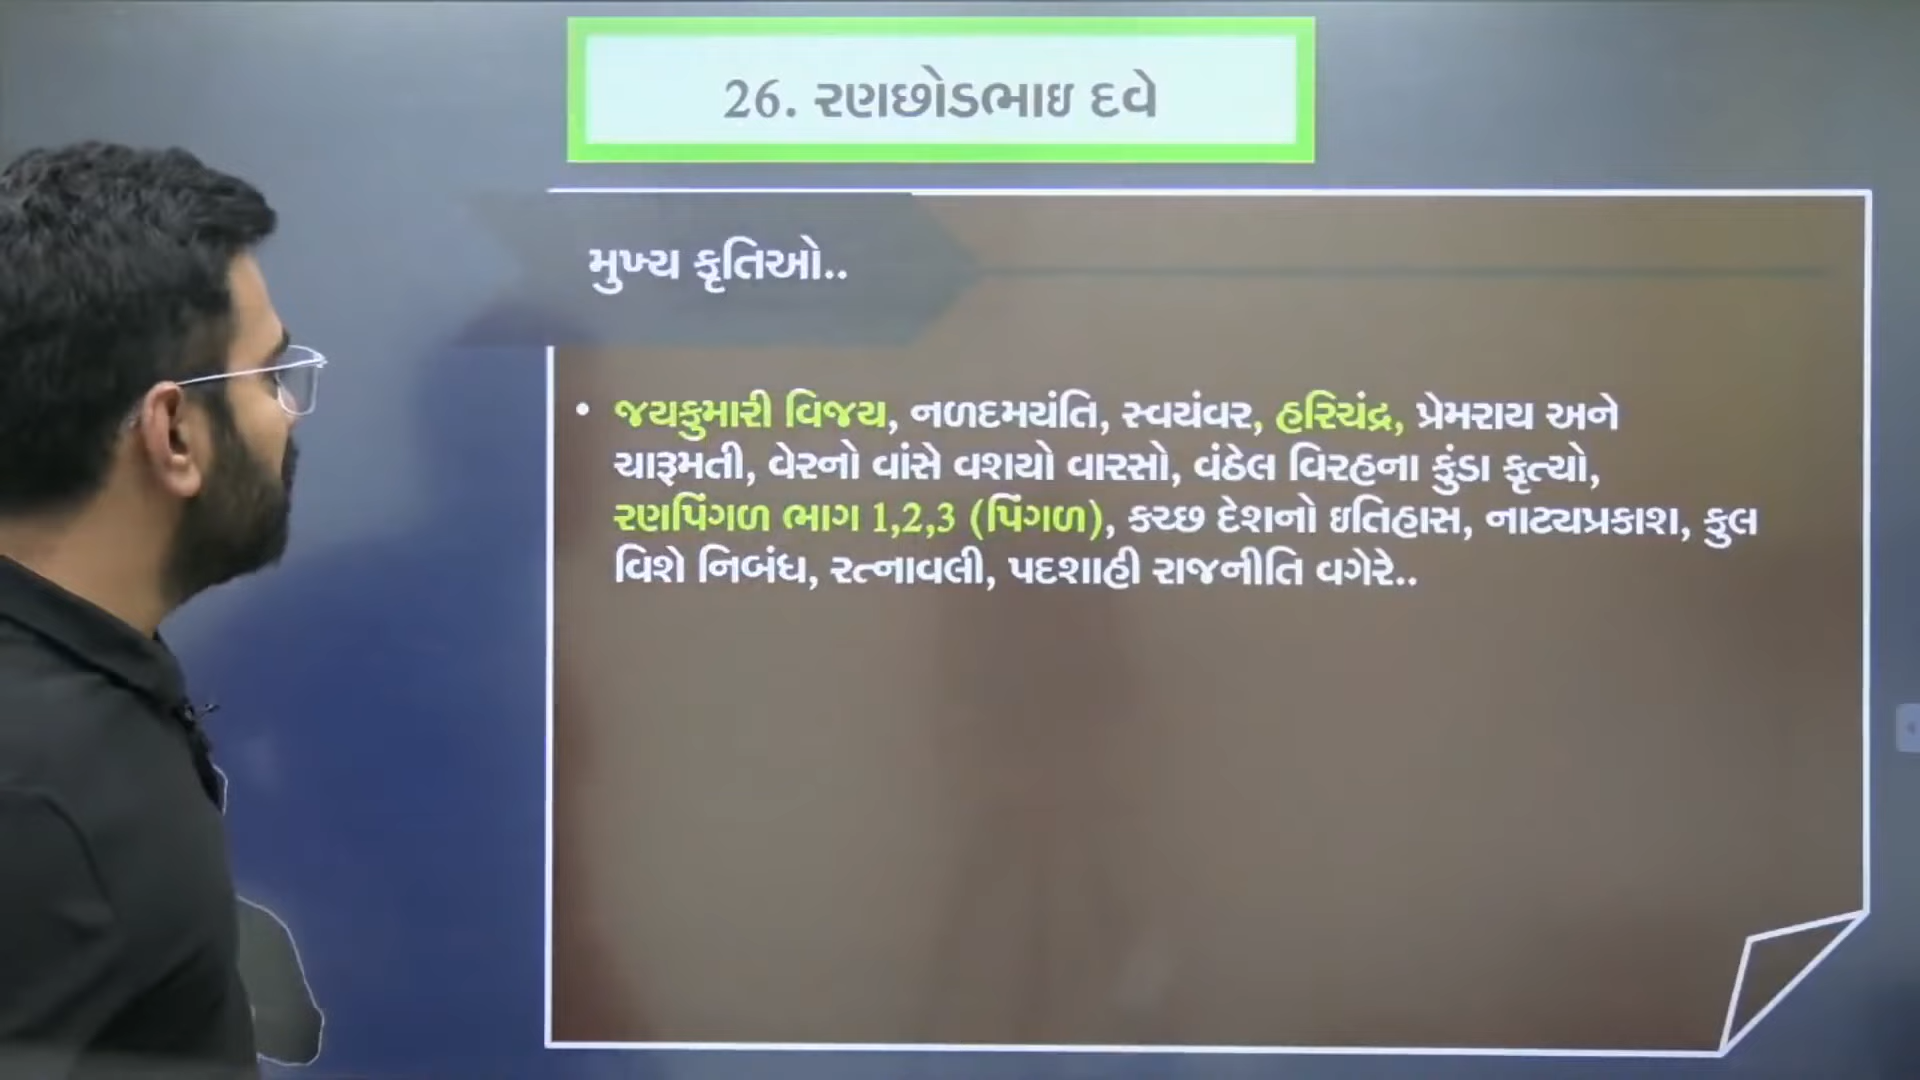 26. રણછોડભાઇ દવે
મુખ્ય કૃતિઓ..
• જયકુમારી વિજય, નળદમયંતિ, સ્વયંવર, હરિચંદ્ર, પ્રેમરાય અને
ચારૂમતી, વેરનો વાંસે વશયો વારસો, વંઠેલ વિરહના કુંડા કૃત્યો,
રણપિંગળ ભાગ 1,2,3 (પિંગળ), કચ્છ દેશનો ઇતિહાસ, નાટ્યપ્રકાશ, કુલ
વિશે નિબંધ, રત્નાવલી, પદશાહી રાજનીતિ વગેરે..